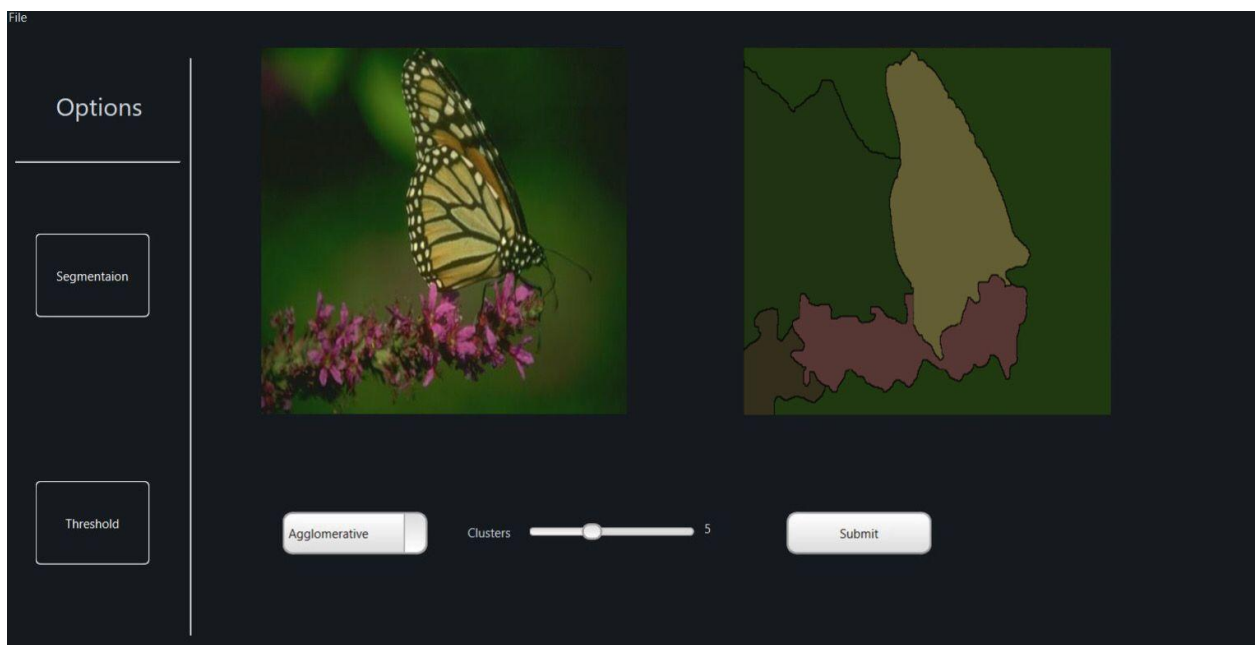 File
Options
Segmentaion
Threshold
Agglomerative
Clusters
5
Submit